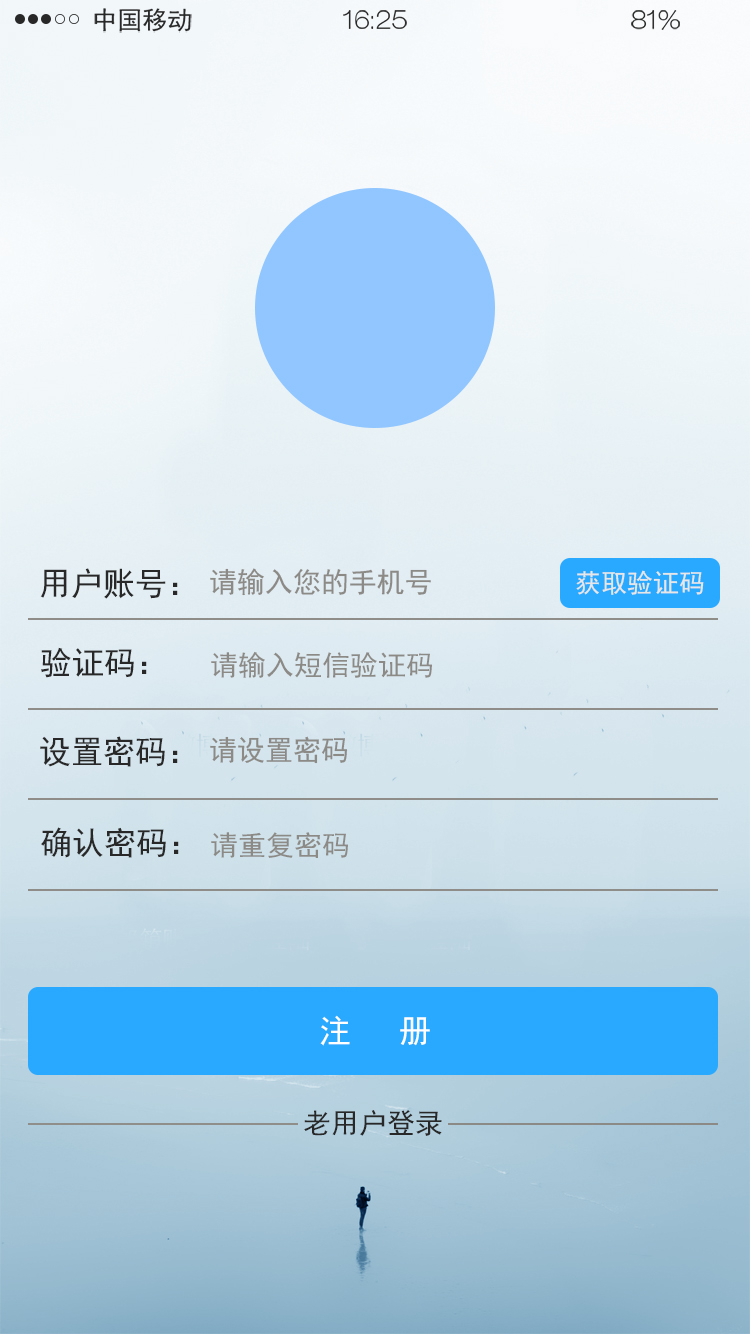 中国移动 16:25 81%
用户账号： 请输入您的手机号 获取验证码
验证码： 请输入短信验证码
设置密码： 请设置密码
确认密码： 请重复密码
注 册
老用户登录